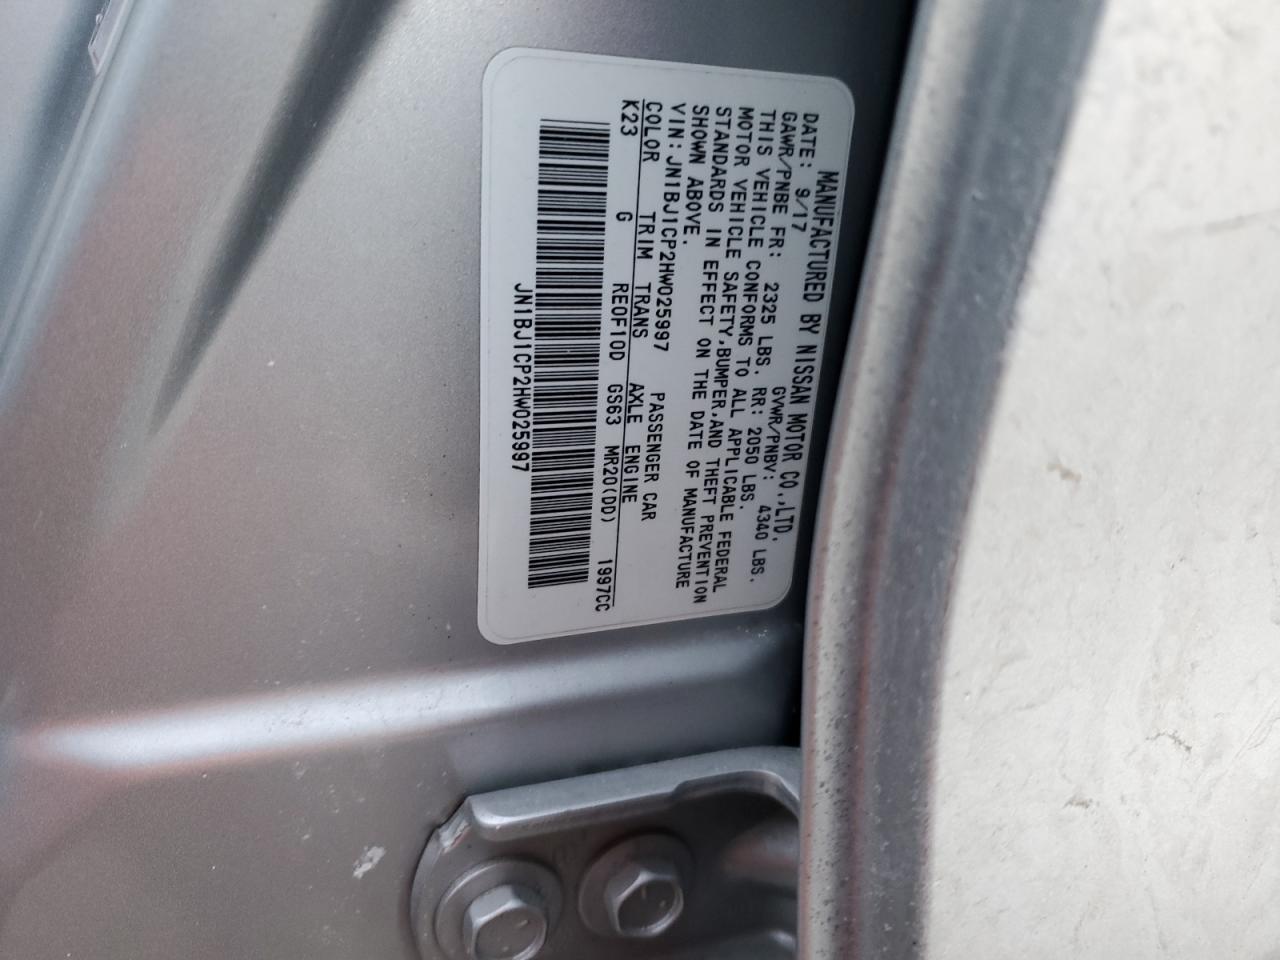 MANUFACTURED BY NISSAN MOTOR CO.,LTD.
DATE: 9/17 GVWR/PNBV: 4340 LBS.
GAWR/PNBE FR: 2325 LBS. RR: 2050 LBS.
THIS VEHICLE CONFORMS TO ALL APPLICABLE FEDERAL
MOTOR VEHICLE SAFETY,BUMPER,AND THEFT PREVENTION
STANDARDS IN EFFECT ON THE DATE OF MANUFACTURE
SHOWN ABOVE.
VIN:JN1BJ1CP2HW025997 PASSENGER CAR
COLOR TRIM TRANS AXLE ENGINE
K23 G RE0F10D GS63 MR20(DD) 1997CC
JN1BJ1CP2HW025997